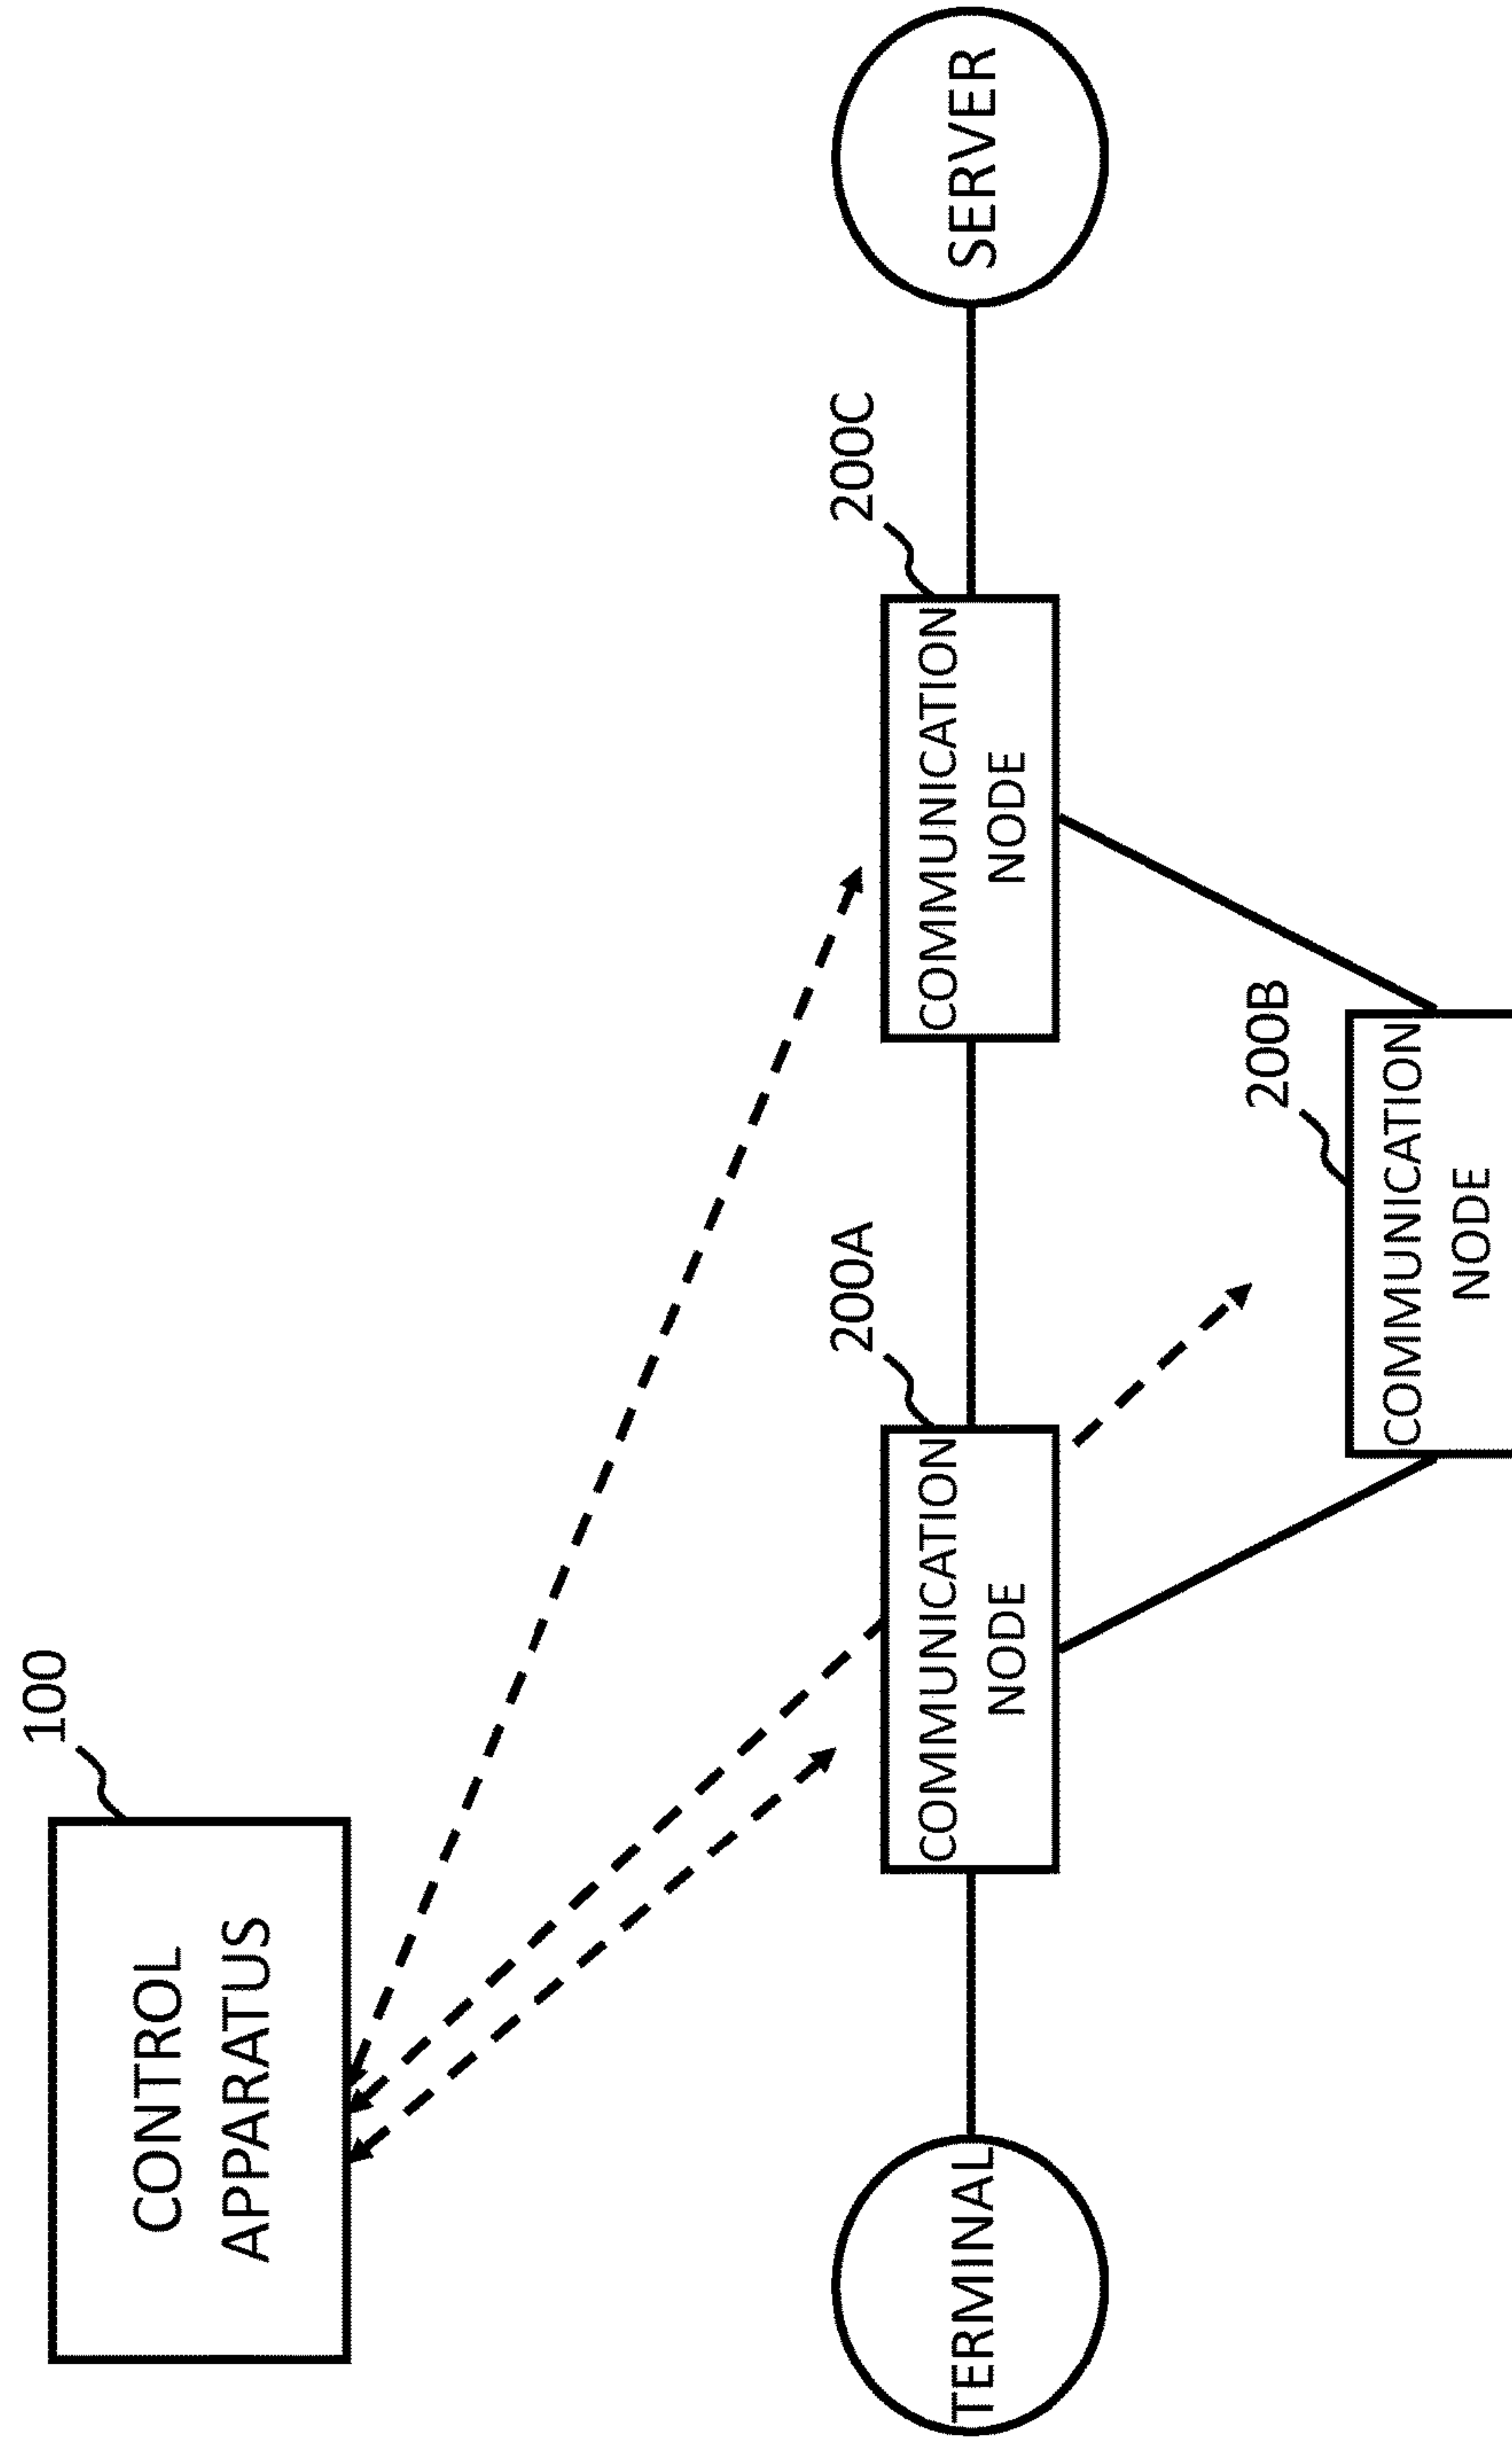 100
CONTROL
APPARATUS
200A
200C
TERMINAL
COMMUNICATION
NODE
COMMUNICATION
NODE
SERVER
200B
COMMUNICATION
NODE